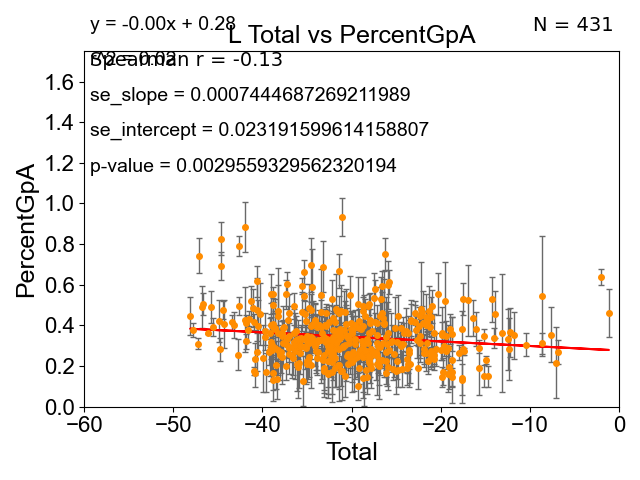 y = -0.00x + 0.28
N = 431
L Total vs PercentGpA
Spearman r = -0.13
se_slope = 0.0007444687269211989
se_intercept = 0.023191599614158807
p-value = 0.0029559329562320194
PercentGpA
1.6
1.4
1.2
1.0
0.8
0.6
0.4
0.2
0.0
−60 −50 −40 −30 −20 −10 0
Total